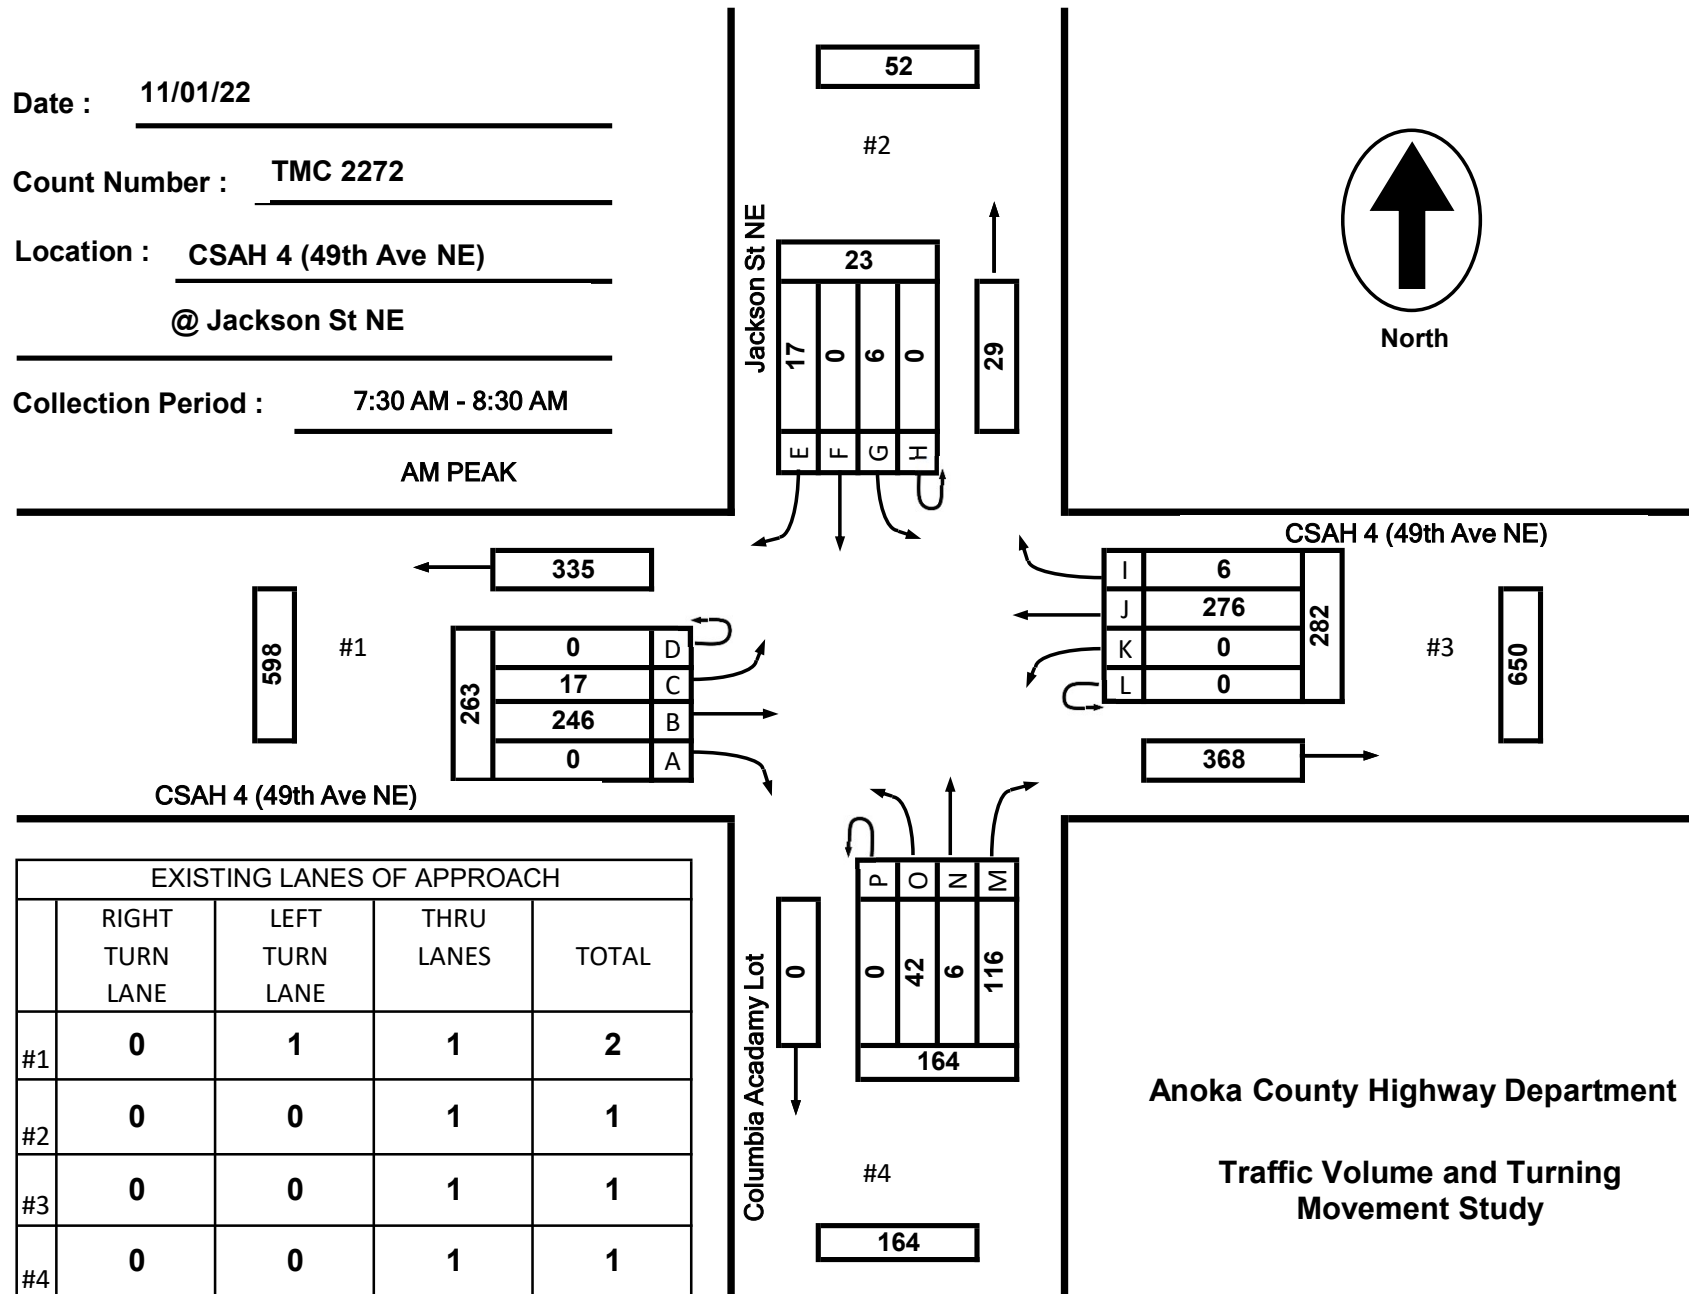 Date : 11/01/22
Count Number : TMC 2272
Location : CSAH 4 (49th Ave NE)
@ Jackson St NE
Collection Period : 7:30 AM - 8:30 AM
AM PEAK
52
#2
Jackson St NE
23
17 0 6 0
E F G H
29
North
CSAH 4 (49th Ave NE)
335
598
#1
263
0 D
17 C
246 B
0 A
CSAH 4 (49th Ave NE)
I 6
J 276
K 0
L 0
282
#3
650
368
P O N M
0 42 6 116
164
0
Columbia Acadamy Lot
#4
164
EXISTING LANES OF APPROACH
RIGHT TURN LANE
LEFT TURN LANE
THRU LANES
TOTAL
#1 0 1 1 2
#2 0 0 1 1
#3 0 0 1 1
#4 0 0 1 1
Anoka County Highway Department
Traffic Volume and Turning
Movement Study